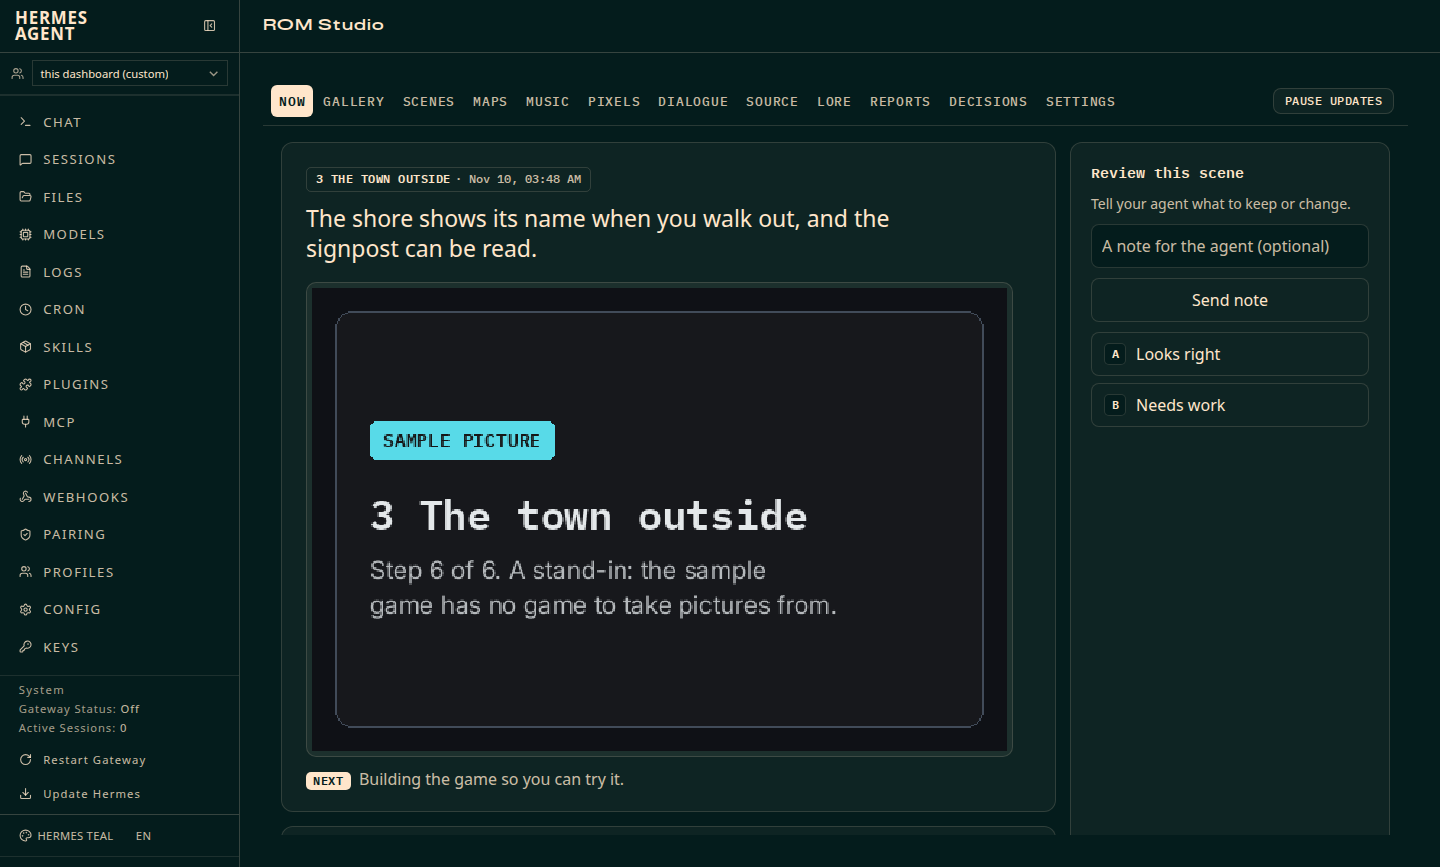 HERMES
AGENT
this dashboard (custom)
CHAT
SESSIONS
FILES
MODELS
LOGS
CRON
SKILLS
PLUGINS
MCP
CHANNELS
WEBHOOKS
PAIRING
PROFILES
CONFIG
KEYS
System
Gateway Status: Off
Active Sessions: 0
Restart Gateway
Update Hermes
HERMES TEAL EN
ROM Studio
NOW GALLERY SCENES MAPS MUSIC PIXELS DIALOGUE SOURCE LORE REPORTS DECISIONS SETTINGS PAUSE UPDATES
3 THE TOWN OUTSIDE · Nov 10, 03:48 AM
The shore shows its name when you walk out, and the
signpost can be read.
SAMPLE PICTURE
3 The town outside
Step 6 of 6. A stand-in: the sample
game has no game to take pictures from.
NEXT Building the game so you can try it.
Review this scene
Tell your agent what to keep or change.
A note for the agent (optional)
Send note
A Looks right
B Needs work